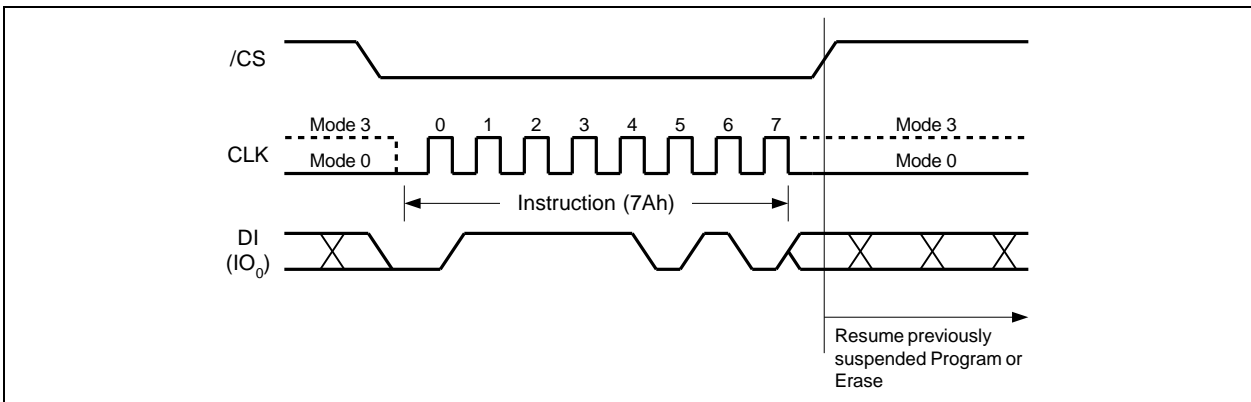 /CS
Mode 3 0 1 2 3 4 5 6 7 Mode 3
CLK
Mode 0 Mode 0
Instruction (7Ah)
DI
(IO0)
Resume previously
suspended Program or
Erase